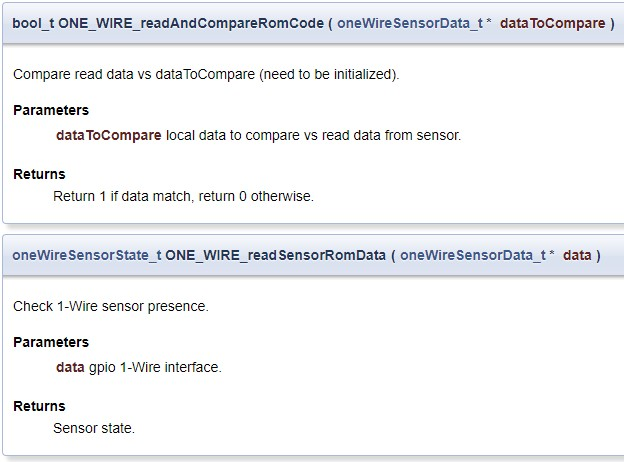 bool_t ONE_WIRE_readAndCompareRomCode ( oneWireSensorData_t * dataToCompare )
Compare read data vs dataToCompare (need to be initialized).
Parameters
dataToCompare local data to compare vs read data from sensor.
Returns
Return 1 if data match, return 0 otherwise.
oneWireSensorState_t ONE_WIRE_readSensorRomData ( oneWireSensorData_t * data )
Check 1-Wire sensor presence.
Parameters
data gpio 1-Wire interface.
Returns
Sensor state.